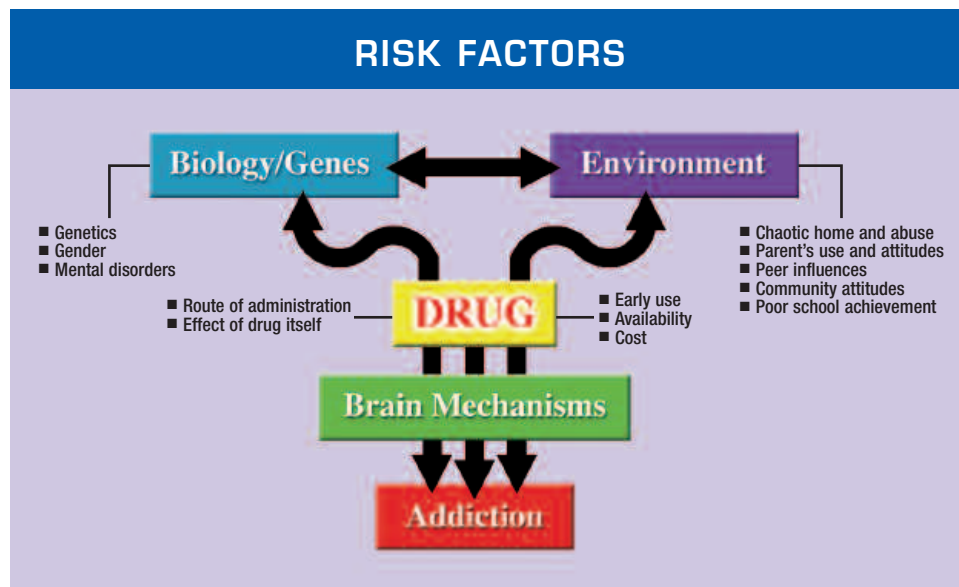 RISK FACTORS
Biology/Genes
Environment
■ Genetics
■ Gender
■ Mental disorders
■ Chaotic home and abuse
■ Parent's use and attitudes
■ Peer influences
■ Community attitudes
■ Poor school achievement
■ Route of administration
■ Effect of drug itself
DRUG
■ Early use
■ Availability
■ Cost
Brain Mechanisms
Addiction